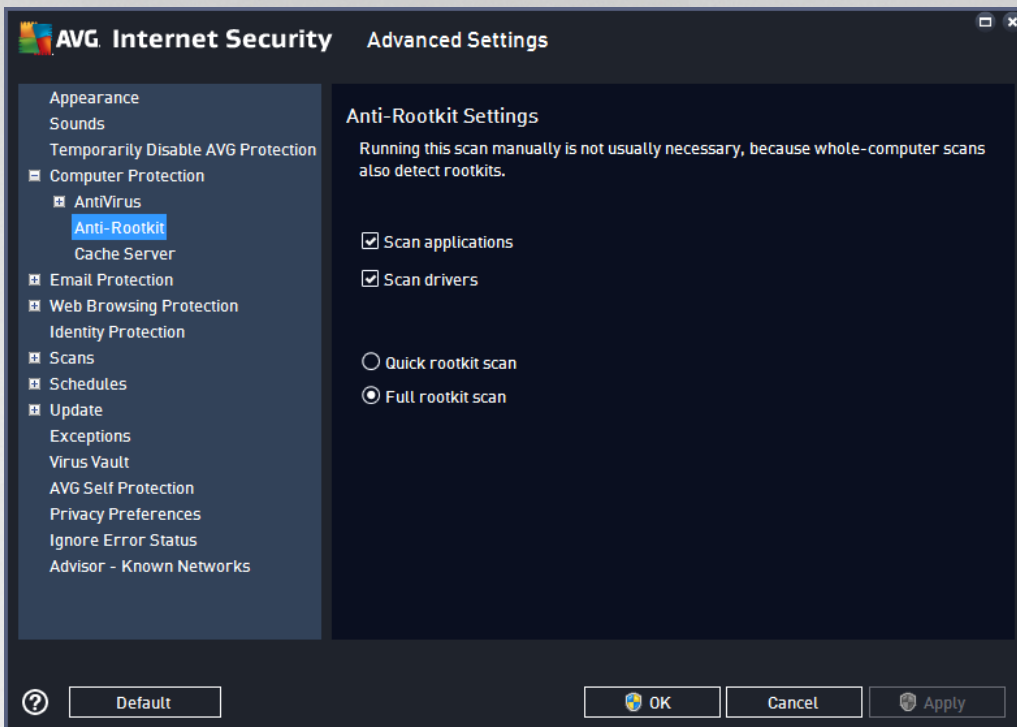 AVG. Internet Security Advanced Settings
Appearance
Sounds
Temporarily Disable AVG Protection
Computer Protection
AntiVirus
Anti-Rootkit
Cache Server
Email Protection
Web Browsing Protection
Identity Protection
Scans
Schedules
Update
Exceptions
Virus Vault
AVG Self Protection
Privacy Preferences
Ignore Error Status
Advisor - Known Networks
Anti-Rootkit Settings
Running this scan manually is not usually necessary, because whole-computer scans
also detect rootkits.
Scan applications
Scan drivers
Quick rootkit scan
Full rootkit scan
? Default OK Cancel Apply